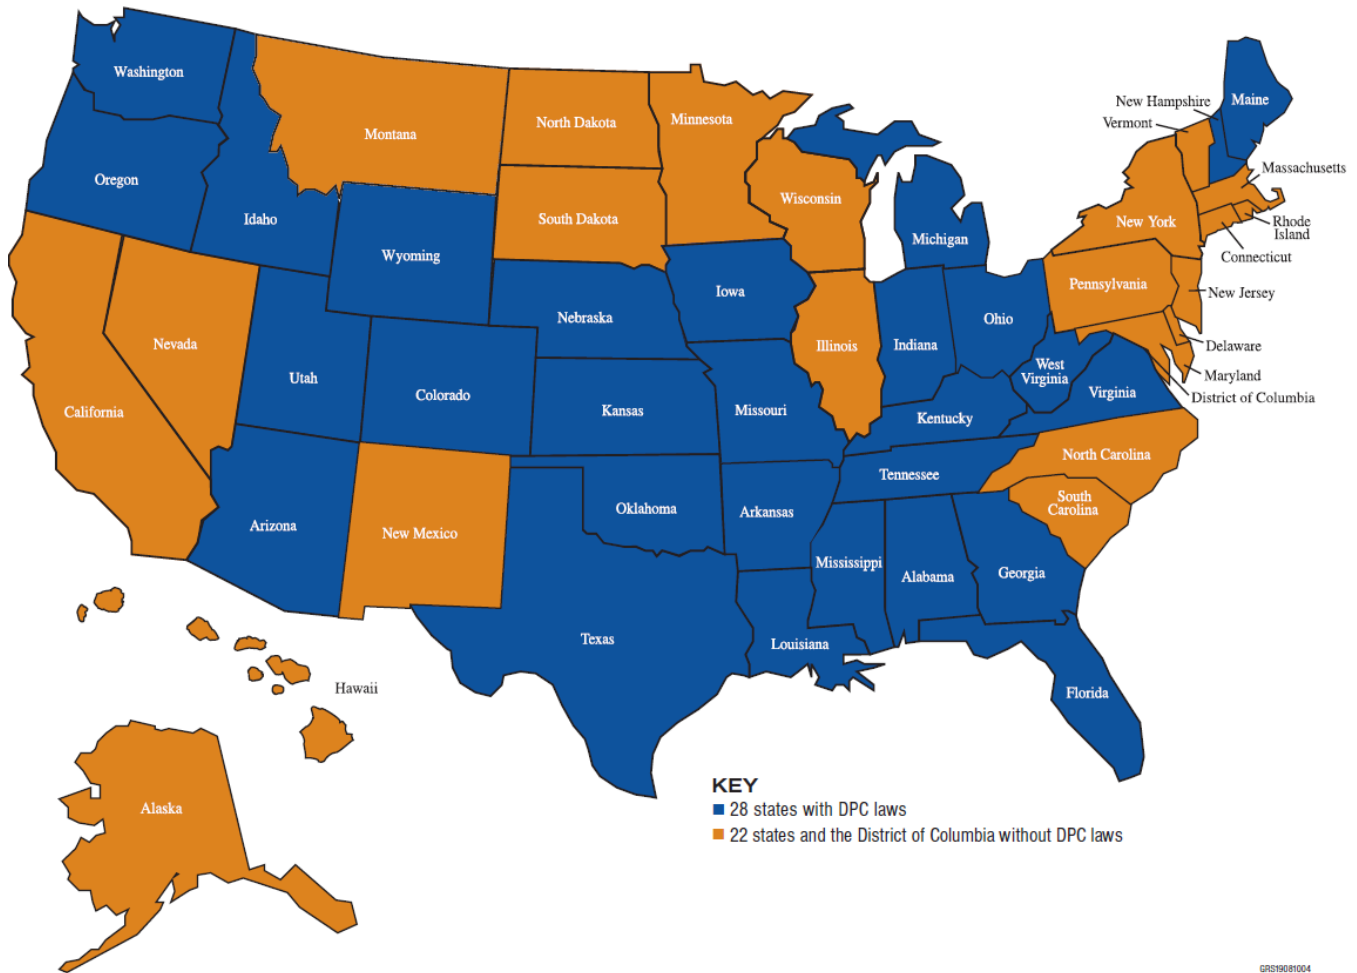 Washington
Oregon
Idaho
Montana
North Dakota
Minnesota
South Dakota
Wisconsin
Wyoming
Michigan
New Hampshire
Vermont
Maine
Massachusetts
New York
Rhode
Island
Connecticut
Pennsylvania
New Jersey
Delaware
Maryland
District of Columbia
California
Nevada
Utah
Colorado
Nebraska
Iowa
Illinois
Indiana
Ohio
West
Virginia
Virginia
Kansas
Missouri
Kentucky
Arizona
New Mexico
Oklahoma
Arkansas
Tennessee
North Carolina
South
Carolina
Texas
Louisiana
Mississippi
Alabama
Georgia
Florida
Hawaii
Alaska
KEY
28 states with DPC laws
22 states and the District of Columbia without DPC laws
GRS19081004